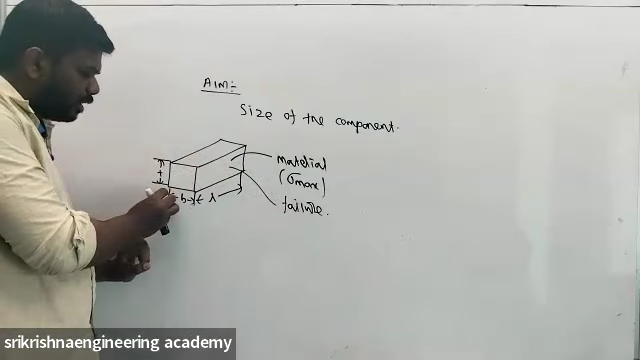 AIM:-
Size of the component.
material
(σmax)
failure.
t
b
l
srikrishnaengineering academy